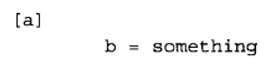 [a]
b = something